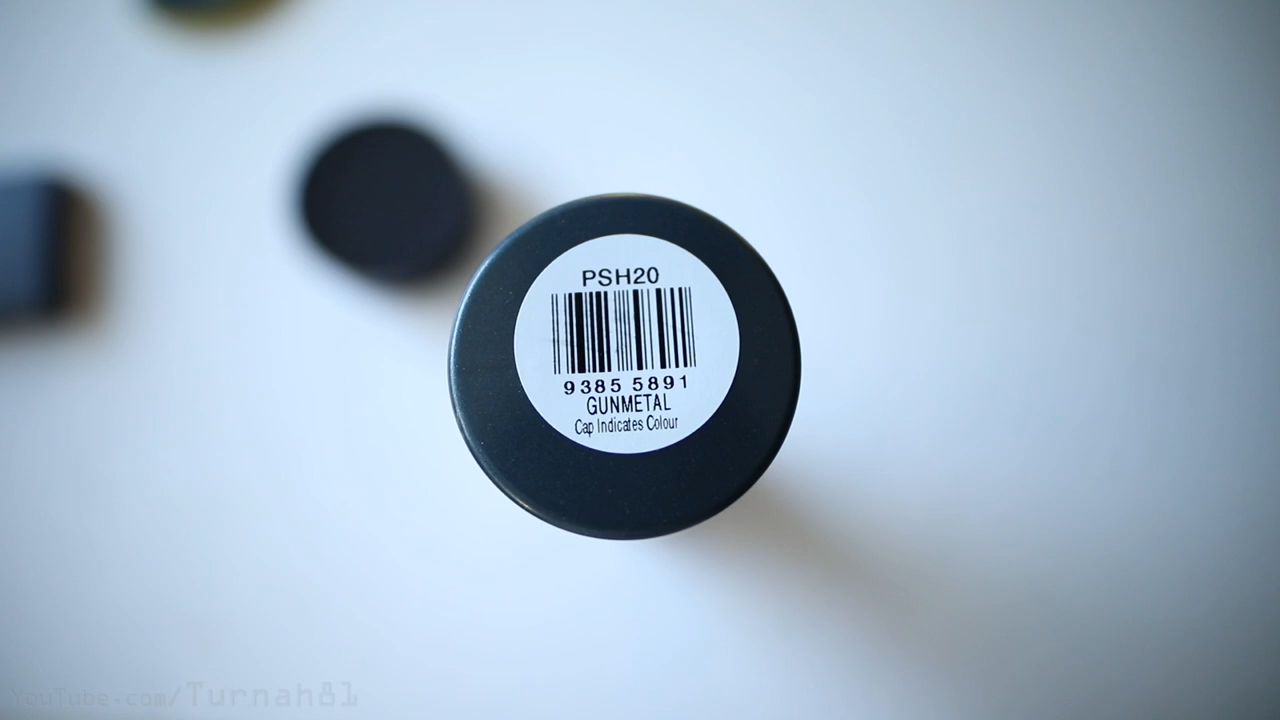 PSH20
9385 5891
GUNMETAL
Cap Indicates Colour
YouTube.com/Turnah81